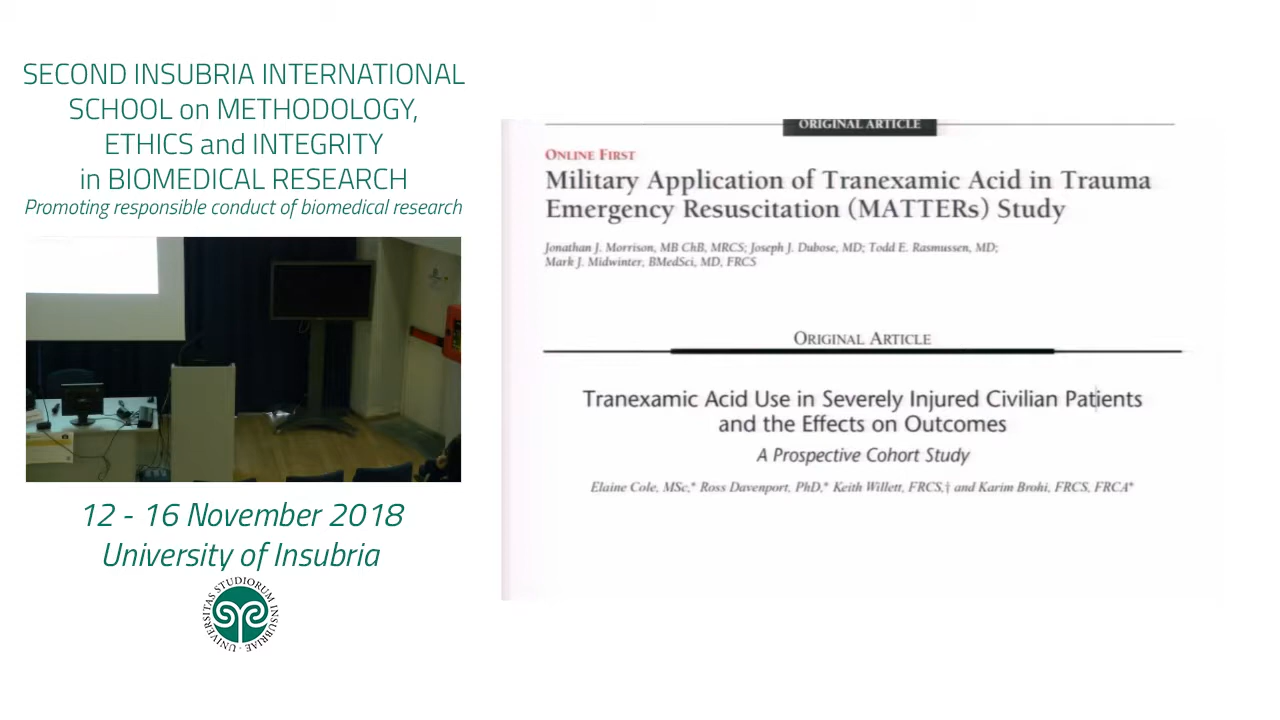 SECOND INSUBRIA INTERNATIONAL
SCHOOL on METHODOLOGY,
ETHICS and INTEGRITY
in BIOMEDICAL RESEARCH
Promoting responsible conduct of biomedical research
12 - 16 November 2018
University of Insubria
UNIVERSITAS STUDIORUM INSUBRIAE
ORIGINAL ARTICLE
ONLINE FIRST
Military Application of Tranexamic Acid in Trauma
Emergency Resuscitation (MATTERs) Study
Jonathan J. Morrison, MB ChB, MRCS; Joseph J. Dubose, MD; Todd E. Rasmussen, MD;
Mark J. Midwinter, BMedSci, MD, FRCS
ORIGINAL ARTICLE
Tranexamic Acid Use in Severely Injured Civilian Patients
and the Effects on Outcomes
A Prospective Cohort Study
Elaine Cole, MSc,* Ross Davenport, PhD,* Keith Willett, FRCS,† and Karim Brohi, FRCS, FRCA*